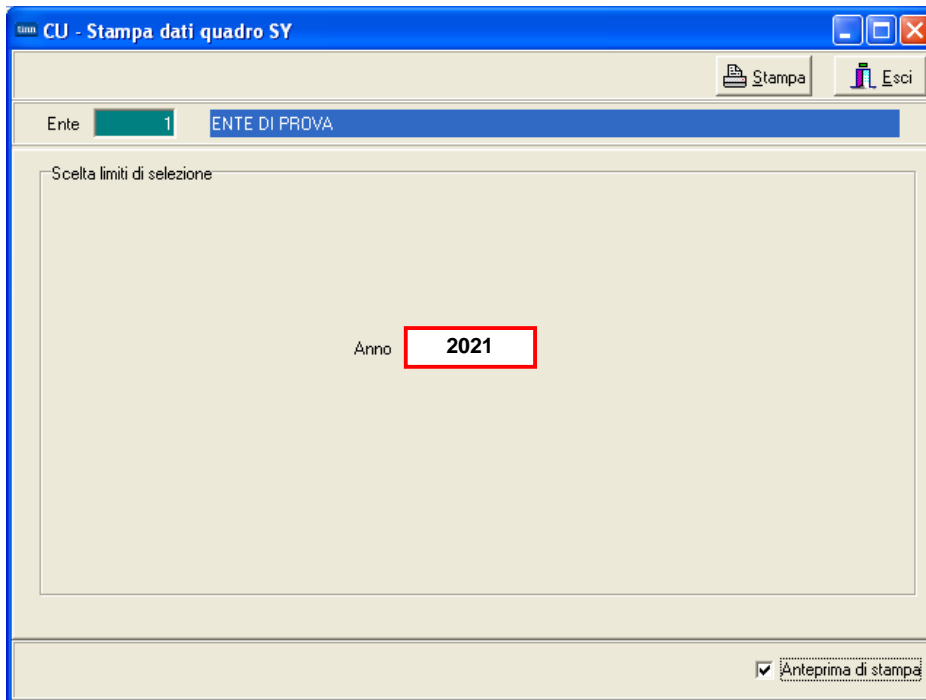 tinn CU - Stampa dati quadro SY
Stampa Esci
Ente 1 ENTE DI PROVA
Scelta limiti di selezione
Anno 2021
Anteprima di stampa